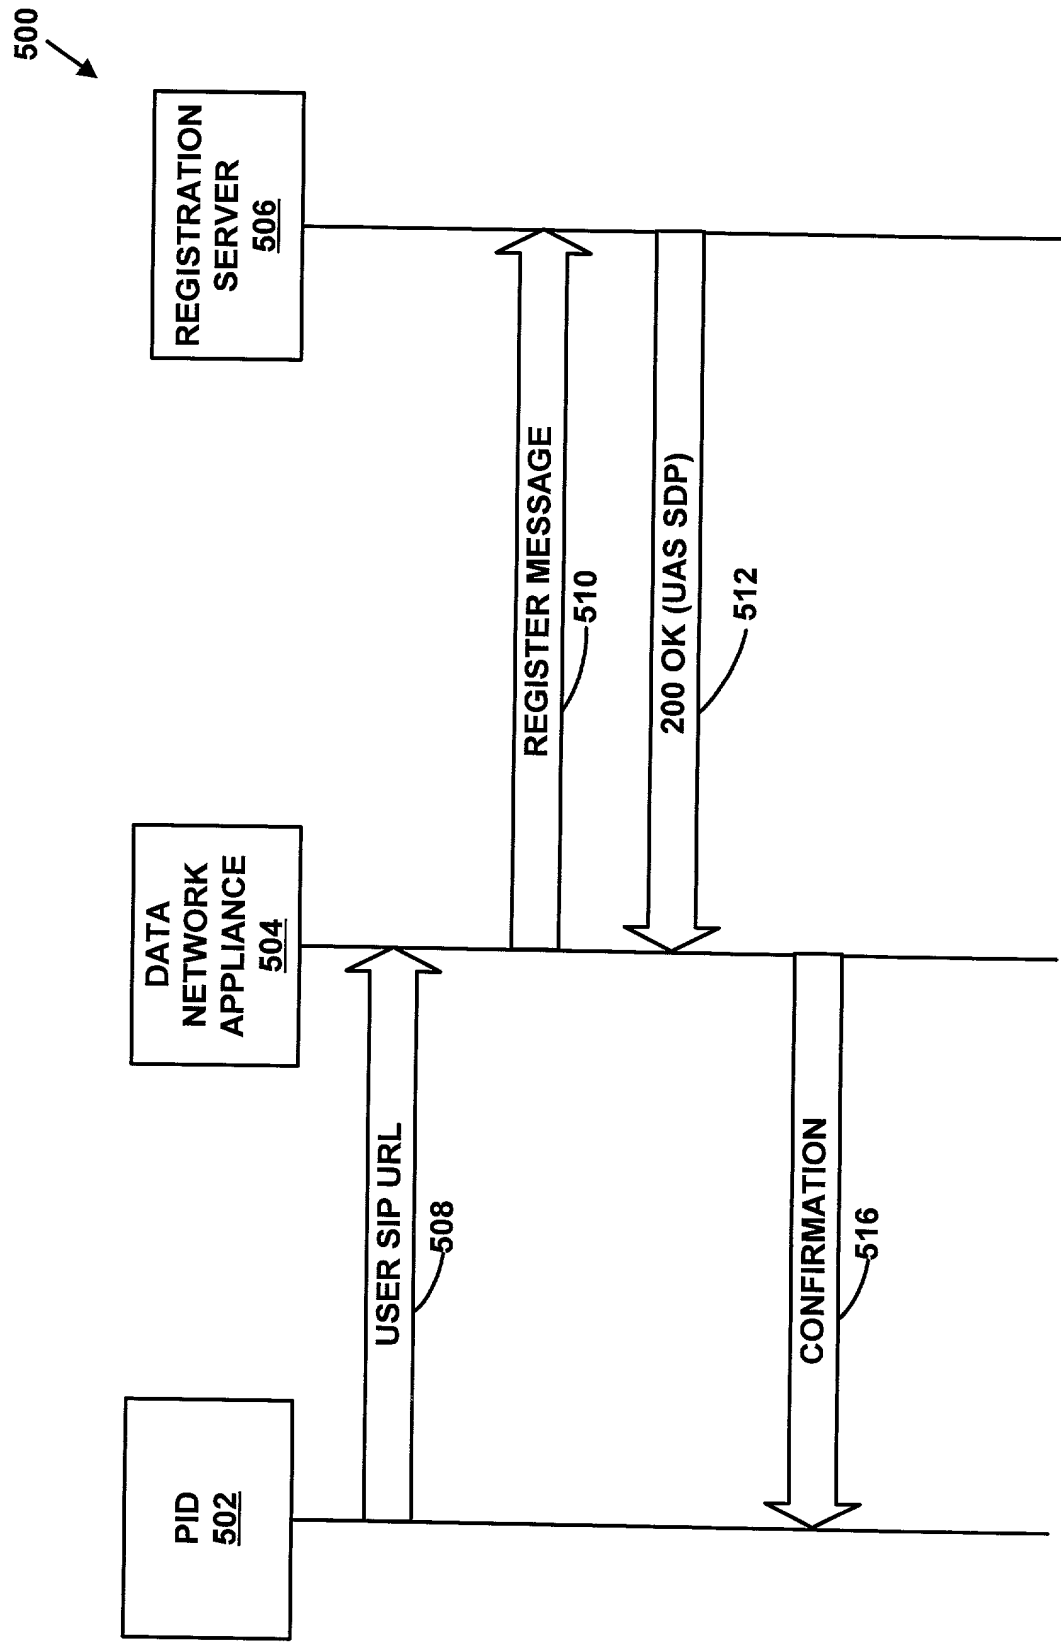 500
PID
502
DATA
NETWORK
APPLIANCE
504
REGISTRATION
SERVER
506
USER SIP URL
508
REGISTER MESSAGE
510
200 OK (UAS SDP)
512
CONFIRMATION
516